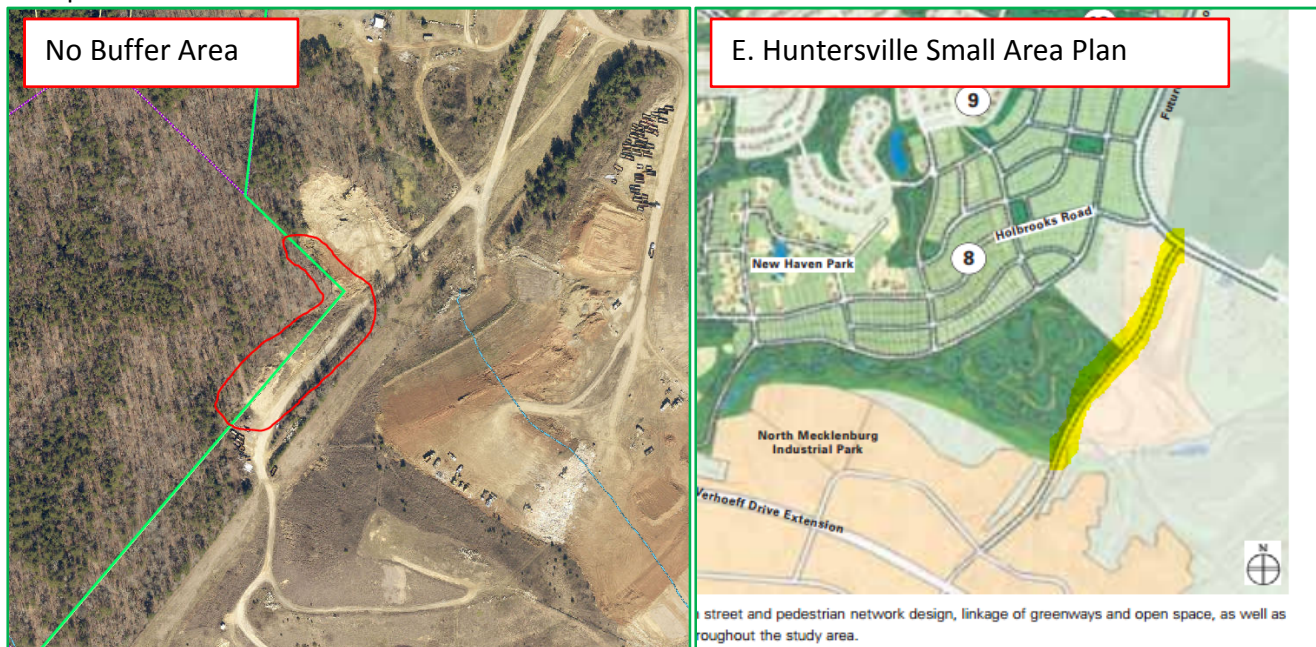 No Buffer Area
E. Huntersville Small Area Plan
9
Futur
Holbrooks Road
8
New Haven Park
North Mecklenburg
Industrial Park
Verhoeff Drive Extension
N
street and pedestrian network design, linkage of greenways and open space, as well as
roughout the study area.